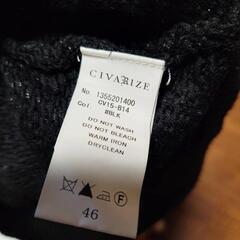 CIVARIZE
No. 1355201400
CV15-B14
Col. #BLK
DO NOT WASH
DO NOT BLEACH
WARM IRON
DRYCLEAN
F
46